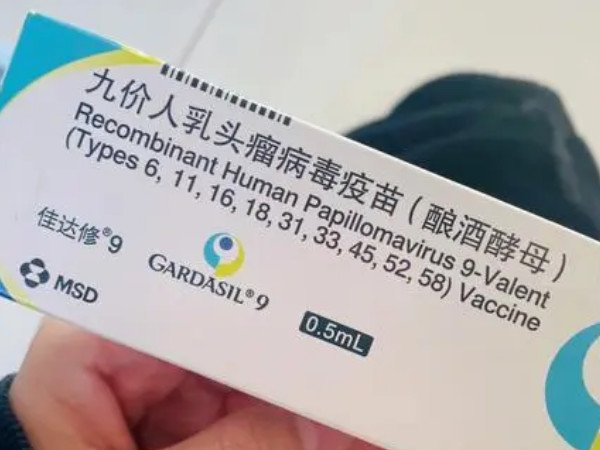 九价人乳头瘤病毒疫苗（酿酒酵母）
Recombinant Human Papillomavirus 9-Valent
(Types 6, 11, 16, 18, 31, 33, 45, 52, 58) Vaccine
佳达修®9
GARDASIL®9
MSD
0.5mL